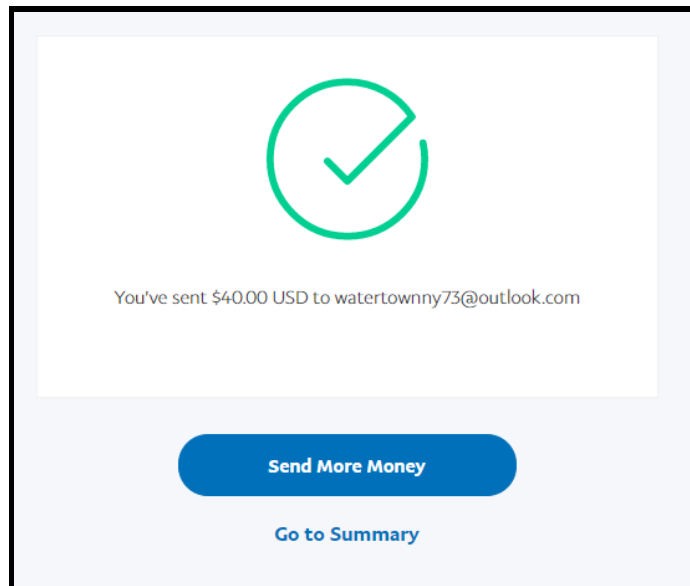 You've sent $40.00 USD to watertownny73@outlook.com
Send More Money
Go to Summary